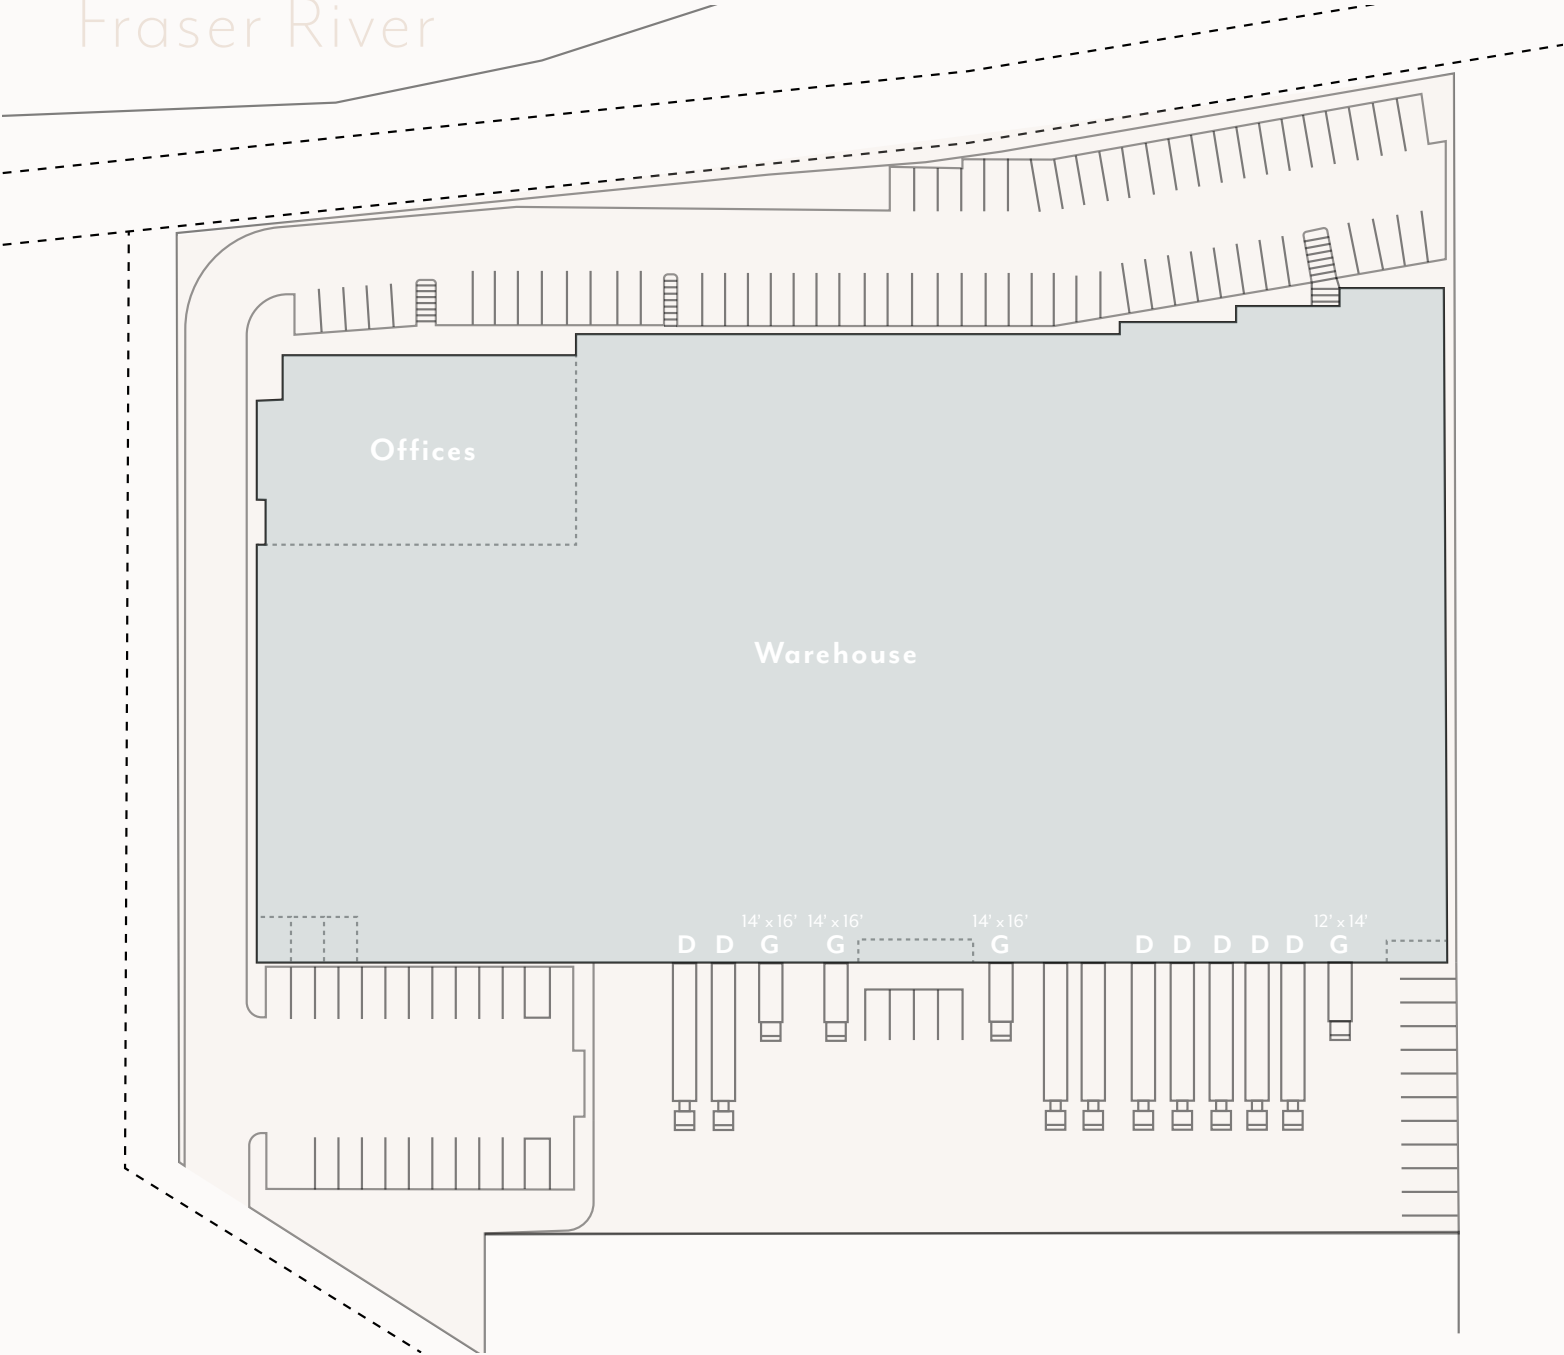 Fraser River
Offices
Warehouse
14' x 16' 14' x 16' 14' x 16' 12' x 14'
D D G G G D D D D D G